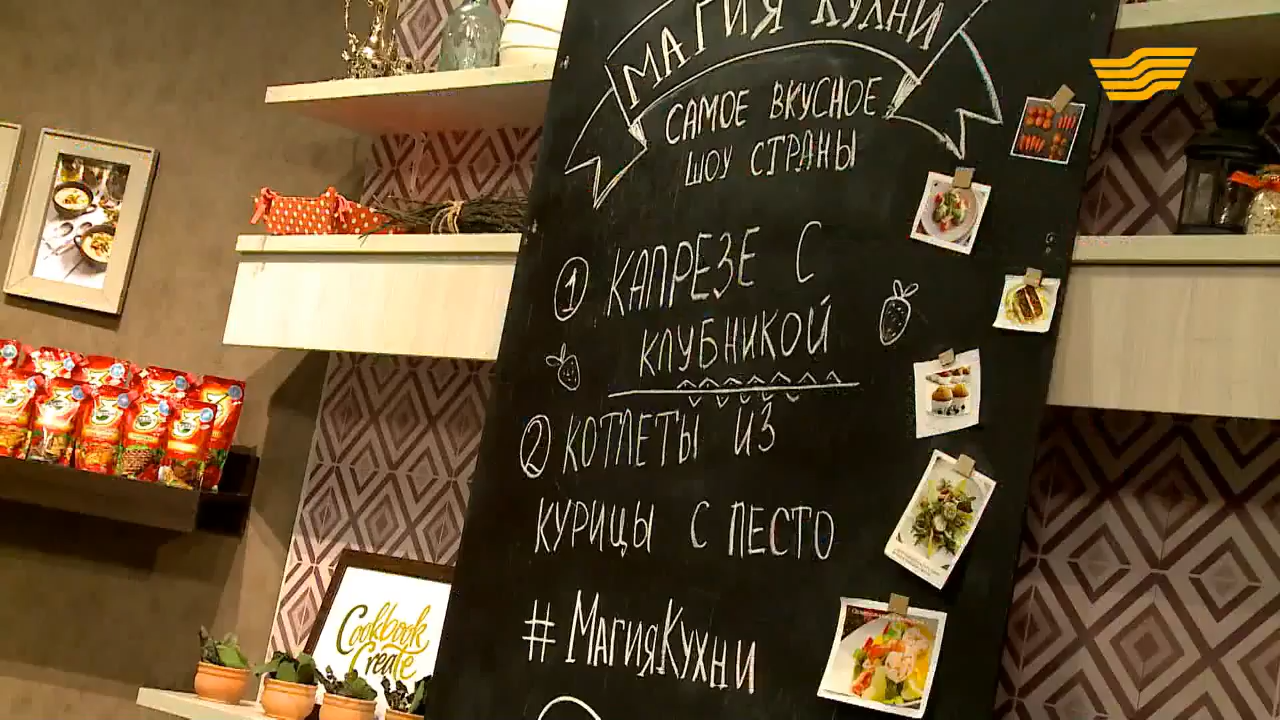 МАГИЯ КУХНИ
САМОЕ ВКУСНОЕ
ШОУ СТРАНЫ
1 КАПРЕЗЕ С
КЛУБНИКОЙ
2 КОТЛЕТЫ ИЗ
КУРИЦЫ С ПЕСТО
#МАГИЯКУХНИ
Cookbook
Create